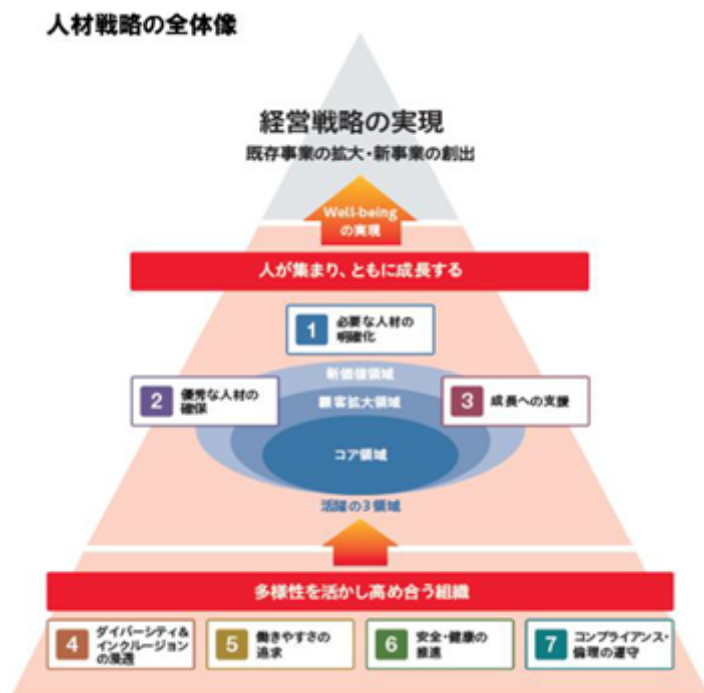 人材戦略の全体像
経営戦略の実現
既存事業の拡大・新事業の創出
Well-being
の実現
人が集まり、ともに成長する
1
必要な人材の
明確化
新価値領域
2
優秀な人材の
確保
顧客拡大領域
3
成長への支援
コア領域
活躍の3領域
多様性を活かし高め合う組織
4
ダイバーシティ&
インクルージョン
の浸透
5
働きやすさの
追求
6
安全・健康の
推進
7
コンプライアンス・
倫理の遵守